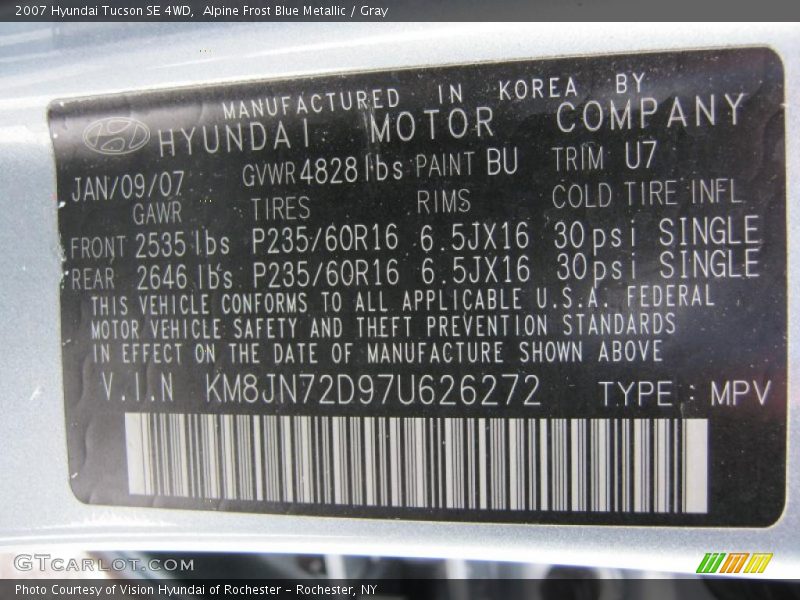 2007 Hyundai Tucson SE 4WD, Alpine Frost Blue Metallic / Gray
MANUFACTURED IN KOREA BY
HYUNDAI MOTOR COMPANY
JAN/09/07 GVWR 4828 lbs PAINT BU TRIM U7
GAWR TIRES RIMS COLD TIRE INFL
FRONT 2535 lbs P235/60R16 6.5JX16 30psi SINGLE
REAR 2646 lbs P235/60R16 6.5JX16 30psi SINGLE
THIS VEHICLE CONFORMS TO ALL APPLICABLE U.S.A. FEDERAL
MOTOR VEHICLE SAFETY AND THEFT PREVENTION STANDARDS
IN EFFECT ON THE DATE OF MANUFACTURE SHOWN ABOVE
V.I.N KM8JN72D97U626272 TYPE : MPV
GTCARLOT.COM
Photo Courtesy of Vision Hyundai of Rochester – Rochester, NY